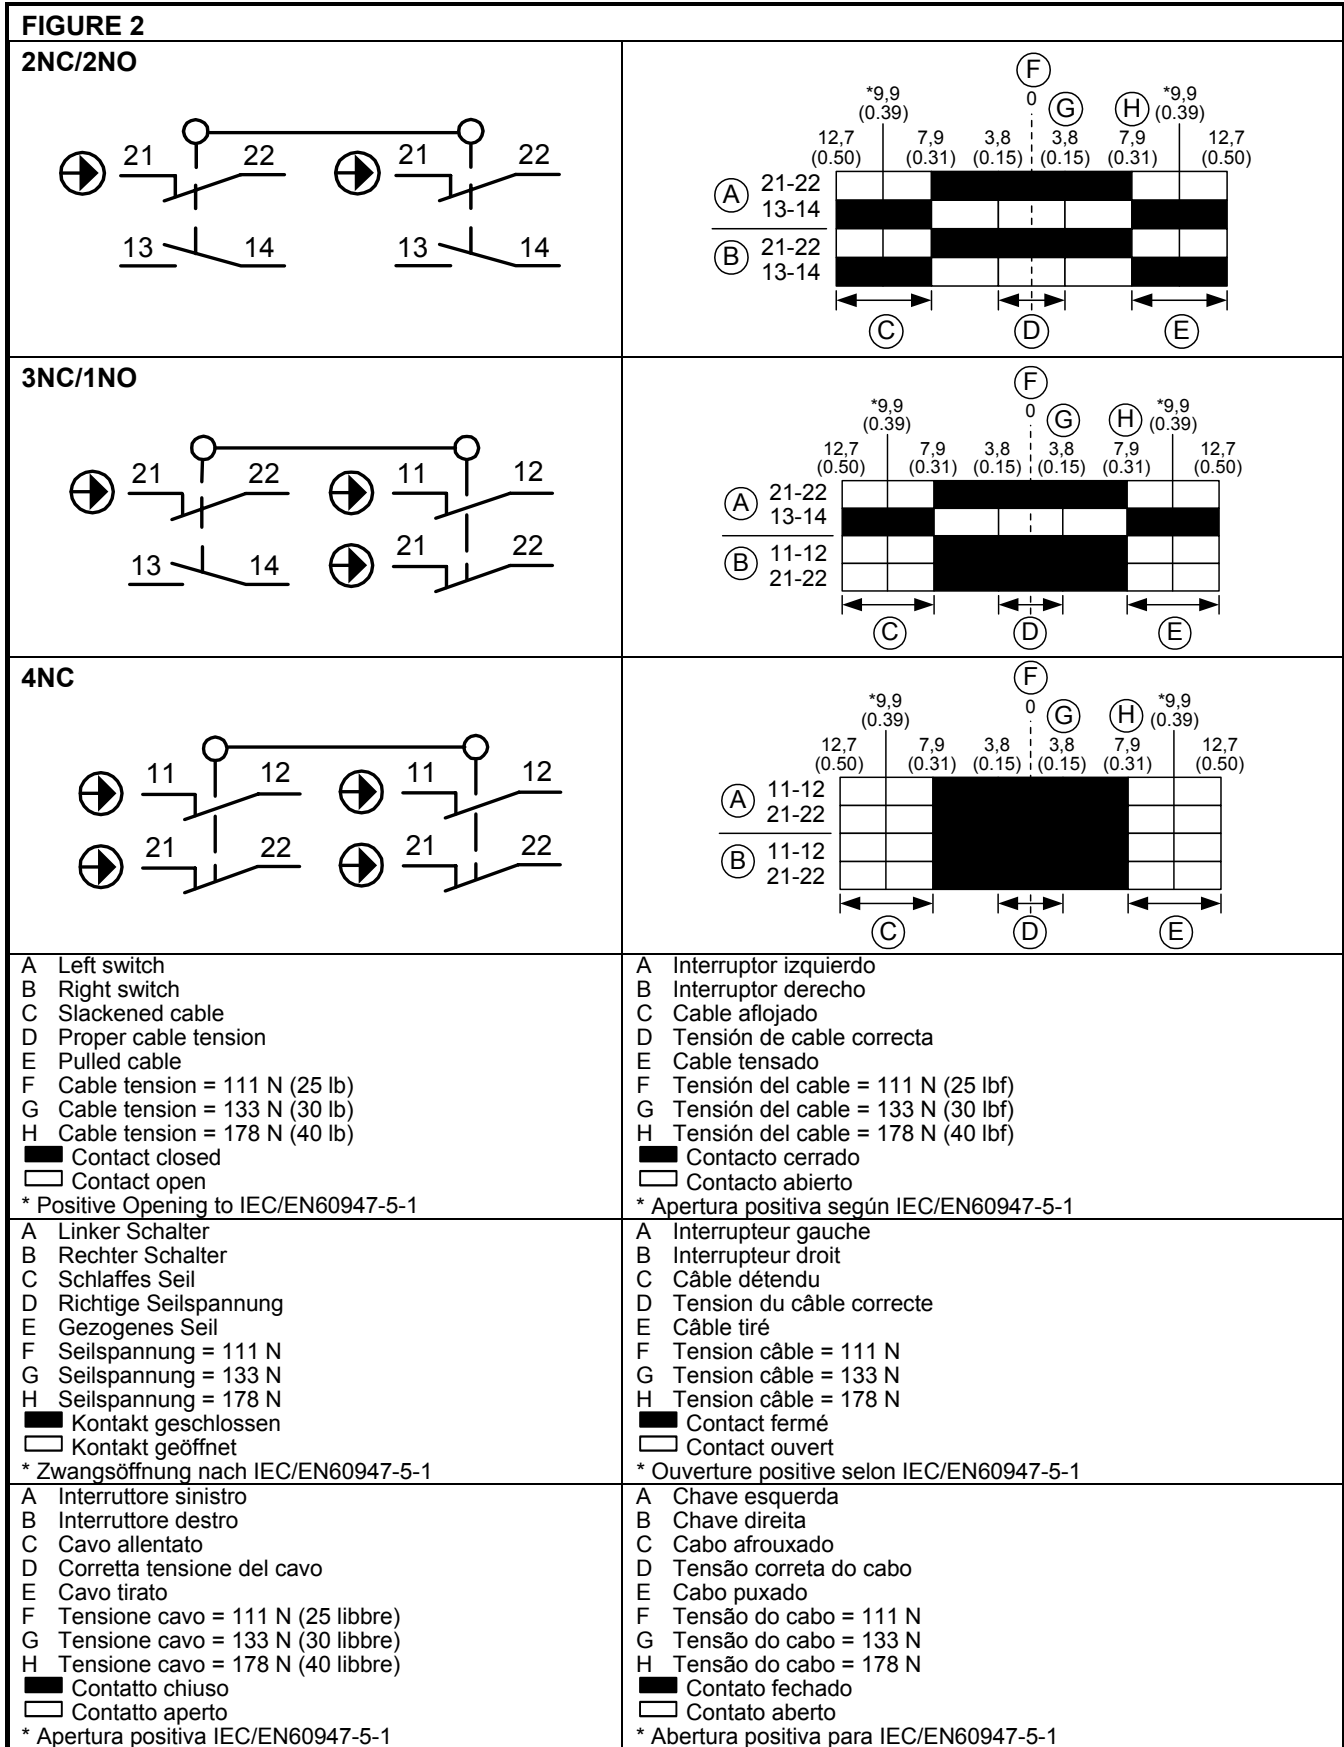 FIGURE 2
2NC/2NO
21 22 21 22
13 14 13 14
F
0
*9,9 G H *9,9
(0.39) (0.39)
12,7 7,9 3,8 3,8 7,9 12,7
(0.50) (0.31) (0.15) (0.15) (0.31) (0.50)
A 21-22
13-14
B 21-22
13-14
C D E
3NC/1NO
21 22 11 12
13 14 21 22
F
0
*9,9 G H *9,9
(0.39) (0.39)
12,7 7,9 3,8 3,8 7,9 12,7
(0.50) (0.31) (0.15) (0.15) (0.31) (0.50)
A 21-22
13-14
B 11-12
21-22
C D E
4NC
11 12 11 12
21 22 21 22
F
0
*9,9 G H *9,9
(0.39) (0.39)
12,7 7,9 3,8 3,8 7,9 12,7
(0.50) (0.31) (0.15) (0.15) (0.31) (0.50)
A 11-12
21-22
B 11-12
21-22
C D E
A Left switch
B Right switch
C Slackened cable
D Proper cable tension
E Pulled cable
F Cable tension = 111 N (25 lb)
G Cable tension = 133 N (30 lb)
H Cable tension = 178 N (40 lb)
Contact closed
Contact open
* Positive Opening to IEC/EN60947-5-1
A Interruptor izquierdo
B Interruptor derecho
C Cable aflojado
D Tensión de cable correcta
E Cable tensado
F Tensión del cable = 111 N (25 lbf)
G Tensión del cable = 133 N (30 lbf)
H Tensión del cable = 178 N (40 lbf)
Contacto cerrado
Contacto abierto
* Apertura positiva según IEC/EN60947-5-1
A Linker Schalter
B Rechter Schalter
C Schlaffes Seil
D Richtige Seilspannung
E Gezogenes Seil
F Seilspannung = 111 N
G Seilspannung = 133 N
H Seilspannung = 178 N
Kontakt geschlossen
Kontakt geöffnet
* Zwangsöffnung nach IEC/EN60947-5-1
A Interrupteur gauche
B Interrupteur droit
C Câble détendu
D Tension du câble correcte
E Câble tiré
F Tension câble = 111 N
G Tension câble = 133 N
H Tension câble = 178 N
Contact fermé
Contact ouvert
* Ouverture positive selon IEC/EN60947-5-1
A Interruttore sinistro
B Interruttore destro
C Cavo allentato
D Corretta tensione del cavo
E Cavo tirato
F Tensione cavo = 111 N (25 libbre)
G Tensione cavo = 133 N (30 libbre)
H Tensione cavo = 178 N (40 libbre)
Contatto chiuso
Contatto aperto
* Apertura positiva IEC/EN60947-5-1
A Chave esquerda
B Chave direita
C Cabo afrouxado
D Tensão correta do cabo
E Cabo puxado
F Tensão do cabo = 111 N
G Tensão do cabo = 133 N
H Tensão do cabo = 178 N
Contato fechado
Contato aberto
* Abertura positiva para IEC/EN60947-5-1